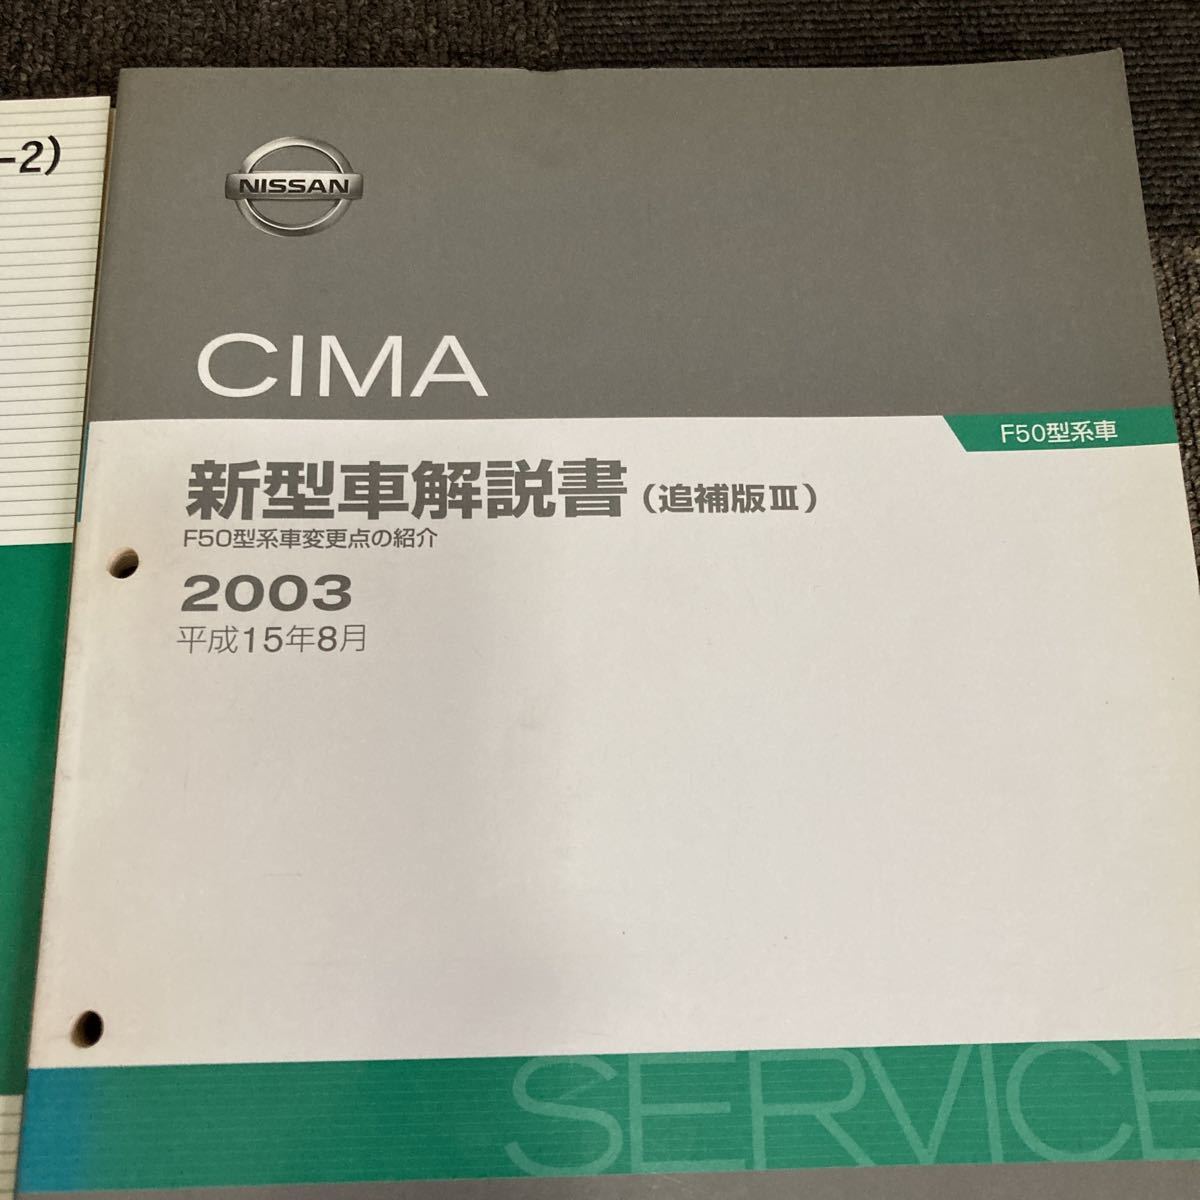 -2)
NISSAN
CIMA
F50型系車
新型車解説書(追補版Ⅲ)
F50型系車変更点の紹介
2003
平成15年8月
SERVICE